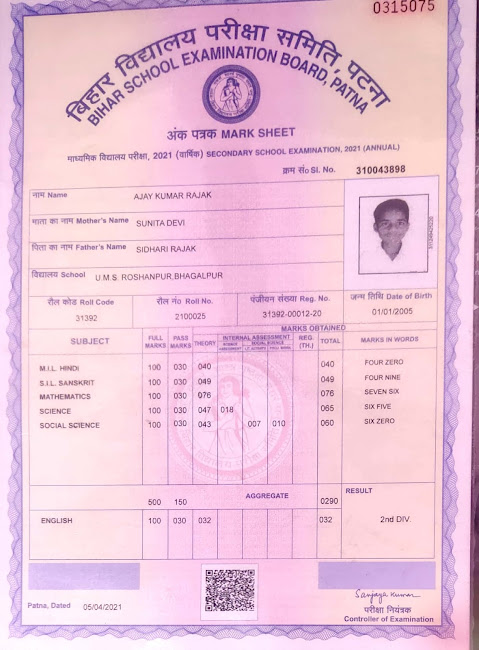 0315075
बिहार विद्यालय परीक्षा समिति, पटना
BIHAR SCHOOL EXAMINATION BOARD, PATNA
अंक पत्रक MARK SHEET
माध्यमिक विद्यालय परीक्षा, 2021 (वार्षिक) SECONDARY SCHOOL EXAMINATION, 2021 (ANNUAL)
क्रम सं० Sl. No. 310043898
नाम Name AJAY KUMAR RAJAK
माता का नाम Mother's Name SUNITA DEVI
पिता का नाम Father's Name SIDHARI RAJAK
विद्यालय School U.M.S. ROSHANPUR,BHAGALPUR
रौल कोड Roll Code रौल नं० Roll No. पंजीयन संख्या Reg. No. जन्म तिथि Date of Birth
31392 2100025 31392-00012-20 01/01/2005
MARKS OBTAINED
SUBJECT FULL MARKS PASS MARKS THEORY INTERNAL ASSESSMENT REG. (TH.) TOTAL MARKS IN WORDS
SOCIAL SCIENCE
M.I.L. HINDI 100 030 040 040 FOUR ZERO
S.I.L. SANSKRIT 100 030 049 049 FOUR NINE
MATHEMATICS 100 030 076 076 SEVEN SIX
SCIENCE 100 030 047 018 065 SIX FIVE
SOCIAL SCIENCE 100 030 043 007 010 060 SIX ZERO
500 150 AGGREGATE 0290 RESULT
ENGLISH 100 030 032 032 2nd DIV.
Sanjaya Kumar
Patna, Dated 05/04/2021
परीक्षा नियंत्रक
Controller of Examination